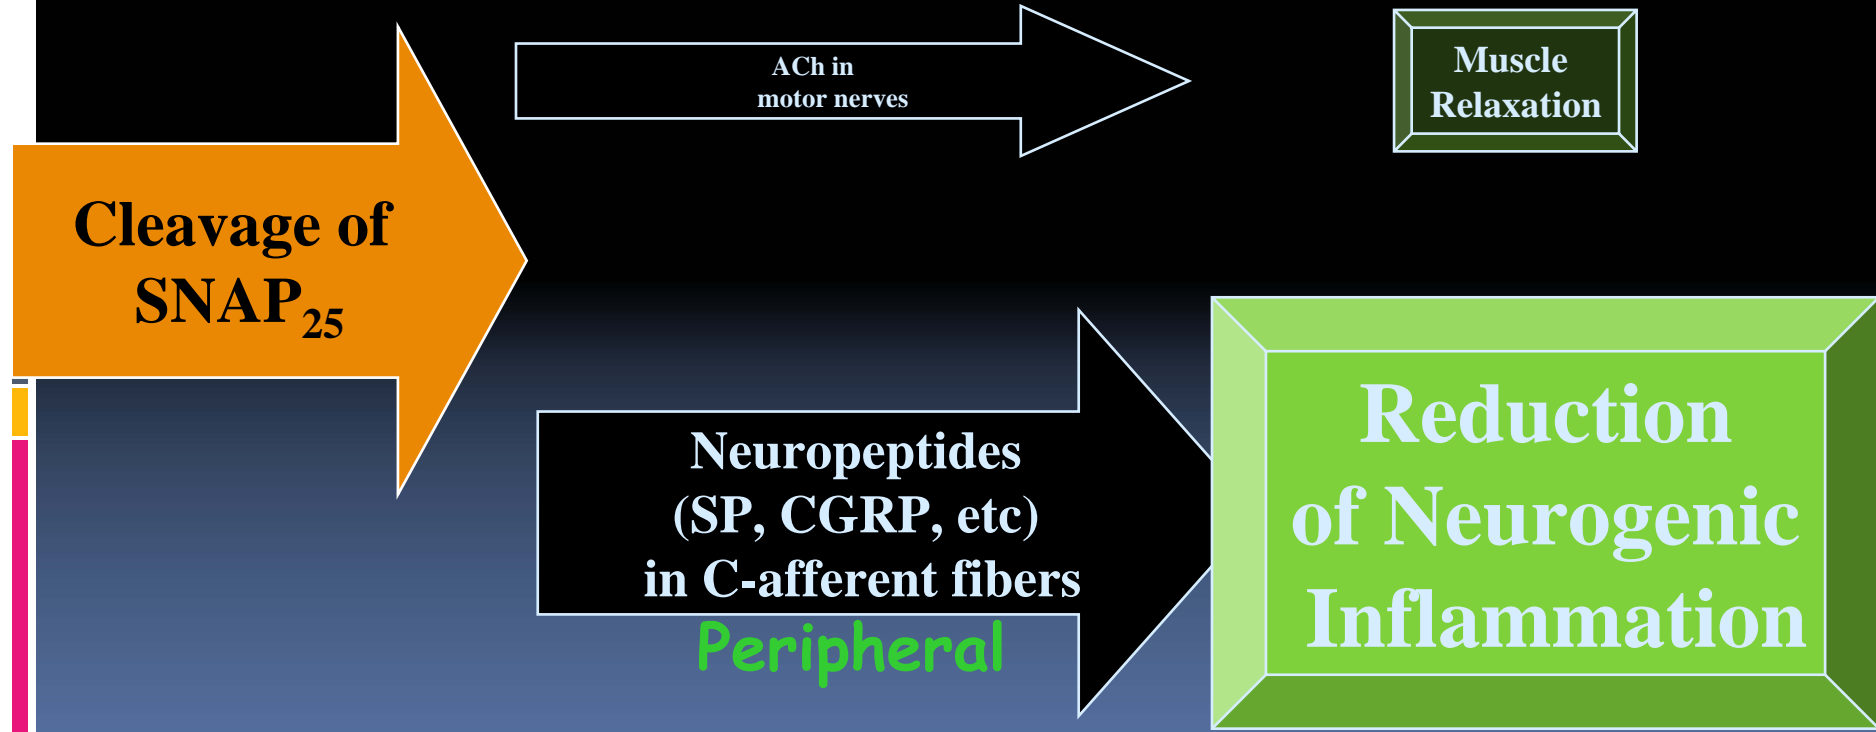 ACh in
motor nerves
Muscle
Relaxation
Cleavage of
SNAP₂₅
Neuropeptides
(SP, CGRP, etc)
in C-afferent fibers
Peripheral
Reduction
of Neurogenic
Inflammation